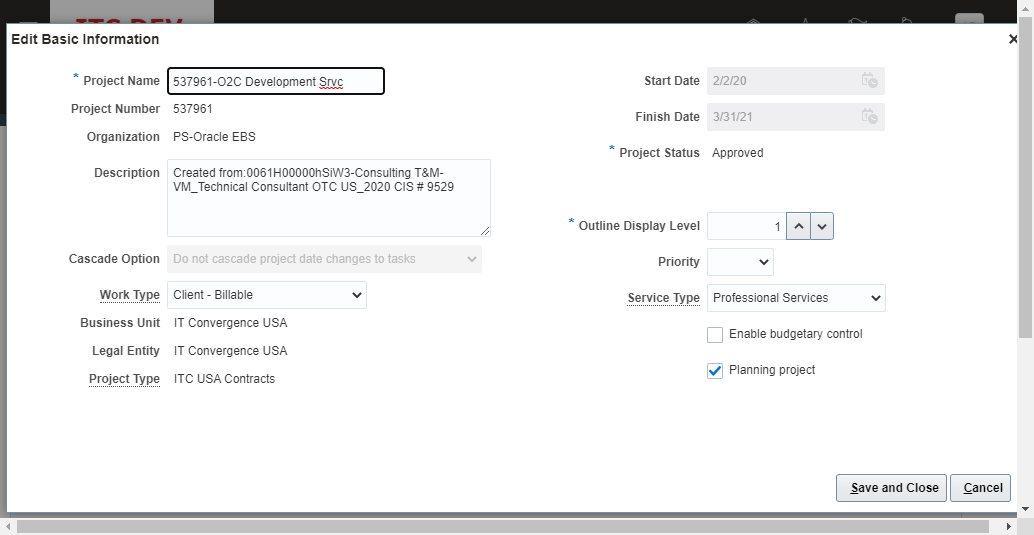 ITS DEV
Edit Basic Information
* Project Name 537961-O2C Development Srvc
Project Number 537961
Organization PS-Oracle EBS
Description Created from:0061H00000hSiW3-Consulting T&M-
VM_Technical Consultant OTC US_2020 CIS # 9529
Cascade Option Do not cascade project date changes to tasks
Work Type Client - Billable
Business Unit IT Convergence USA
Legal Entity IT Convergence USA
Project Type ITC USA Contracts
Start Date 2/2/20
Finish Date 3/31/21
* Project Status Approved
* Outline Display Level 1
Priority
Service Type Professional Services
Enable budgetary control
Planning project
Save and Close Cancel